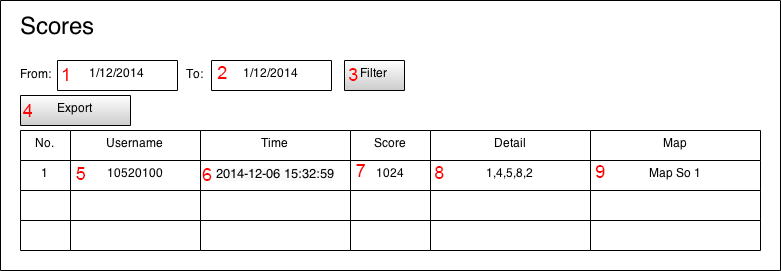 Scores
From: 1 1/12/2014 To: 2 1/12/2014 3 Filter
4 Export
No. Username Time Score Detail Map
1 5 10520100 6 2014-12-06 15:32:59 7 1024 8 1,4,5,8,2 9 Map So 1